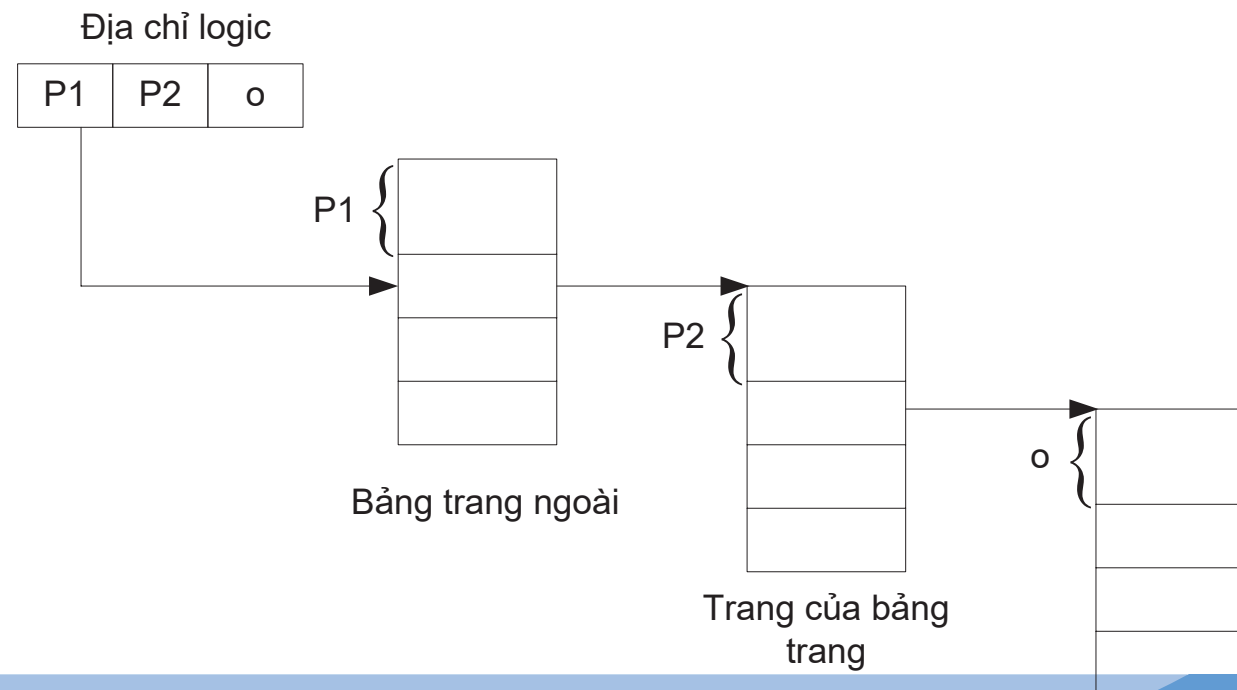 Địa chỉ logic
P1 P2 o
P1
P2
o
Bảng trang ngoài
Trang của bảng
trang